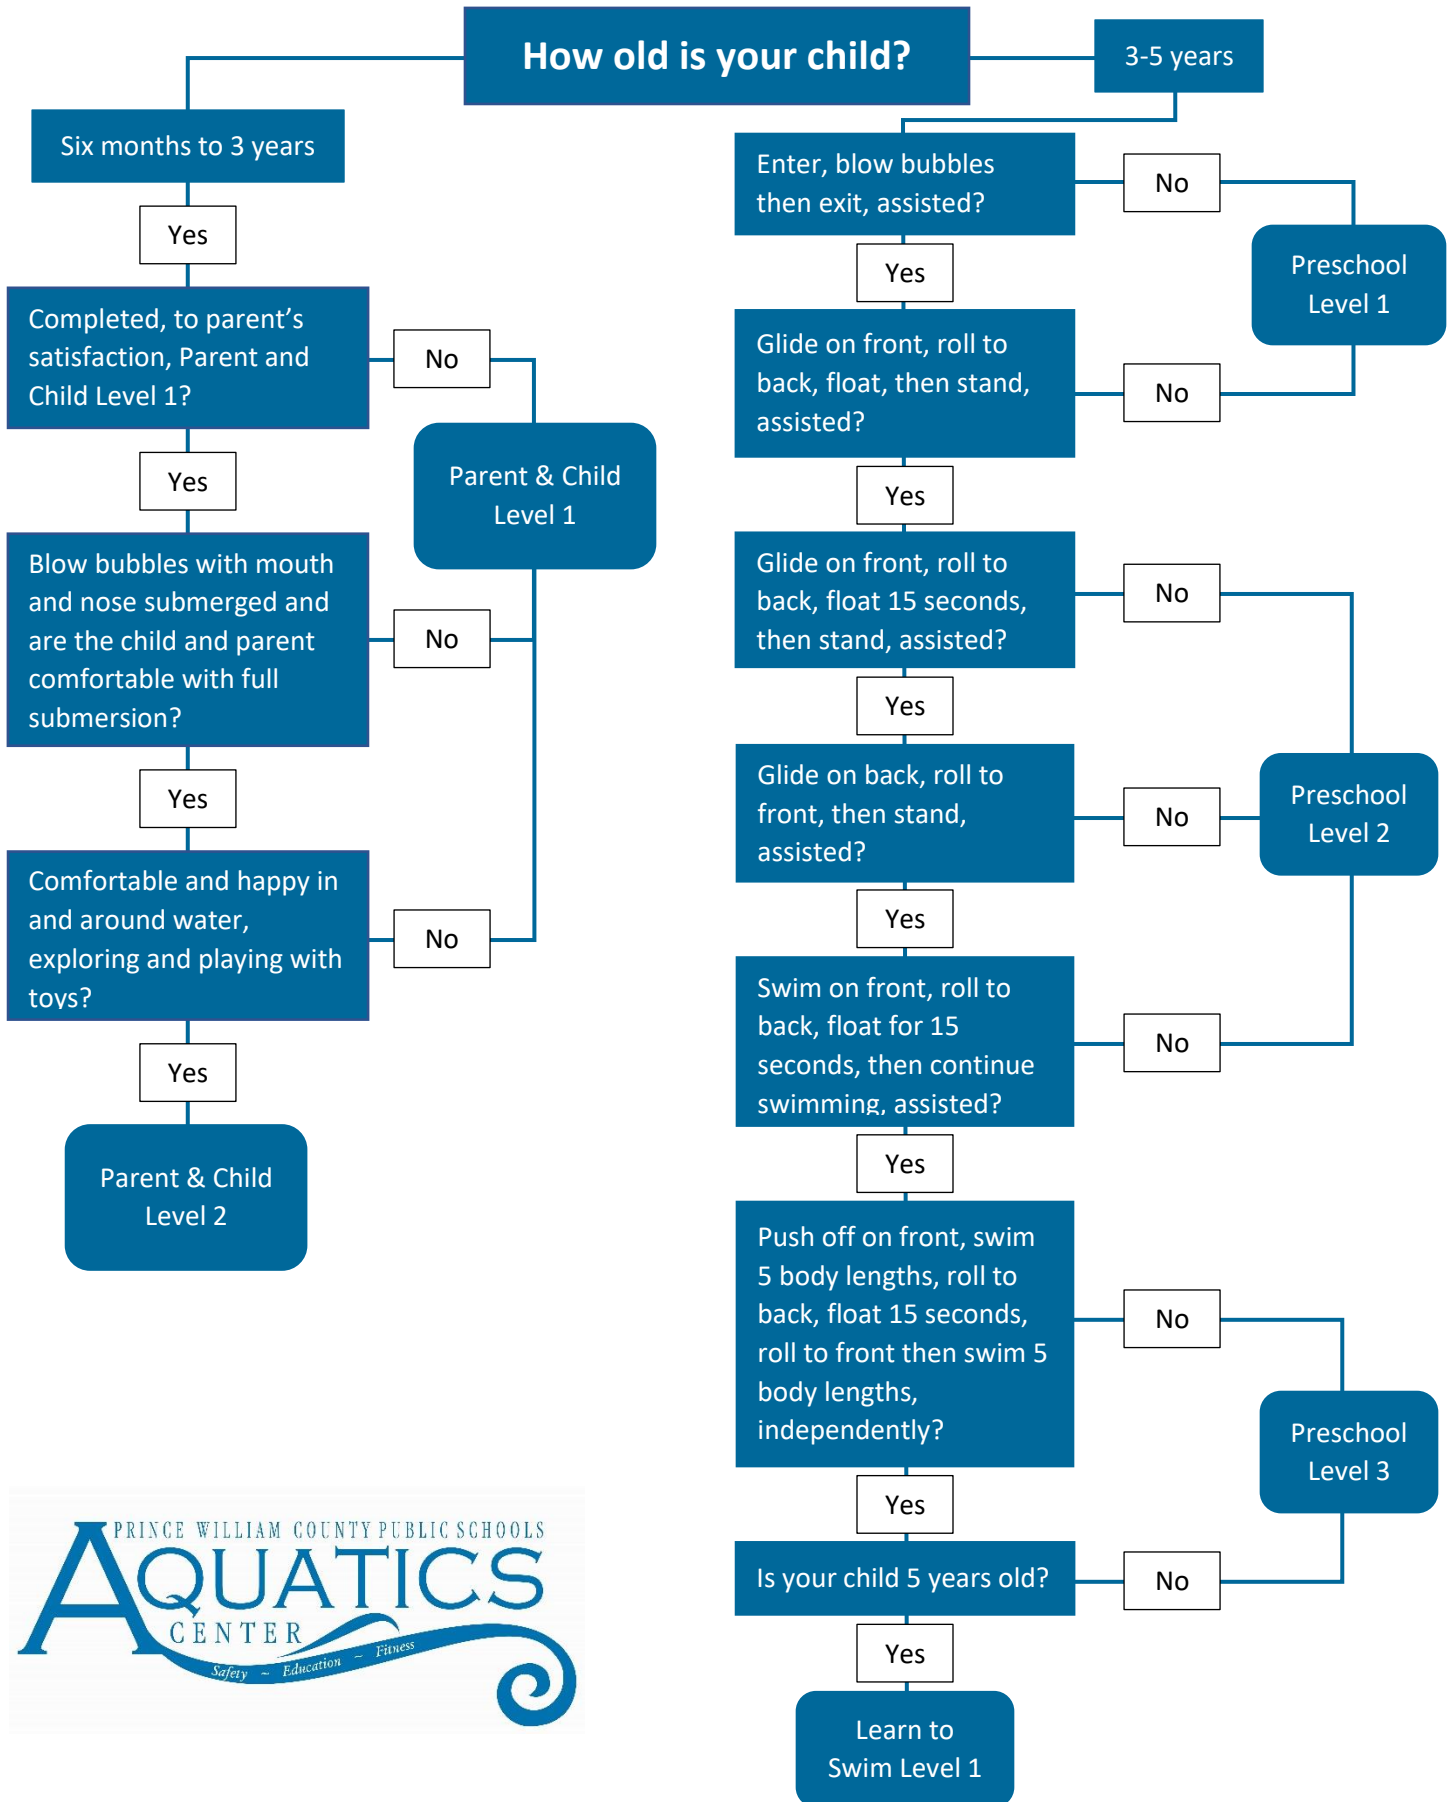 How old is your child?
3-5 years
Six months to 3 years
Yes
Completed, to parent's
satisfaction, Parent and
Child Level 1?
No
Parent & Child
Level 1
Yes
Blow bubbles with mouth
and nose submerged and
are the child and parent
comfortable with full
submersion?
No
Yes
Comfortable and happy in
and around water,
exploring and playing with
toys?
No
Yes
Parent & Child
Level 2
Enter, blow bubbles
then exit, assisted?
No
Preschool
Level 1
Yes
Glide on front, roll to
back, float, then stand,
assisted?
No
Yes
Glide on front, roll to
back, float 15 seconds,
then stand, assisted?
No
Yes
Glide on back, roll to
front, then stand,
assisted?
No
Preschool
Level 2
Yes
Swim on front, roll to
back, float for 15
seconds, then continue
swimming, assisted?
No
Yes
Push off on front, swim
5 body lengths, roll to
back, float 15 seconds,
roll to front then swim 5
body lengths,
independently?
No
Preschool
Level 3
Yes
Is your child 5 years old?
No
Yes
Learn to
Swim Level 1
PRINCE WILLIAM COUNTY PUBLIC SCHOOLS
AQUATICS
CENTER
Safety ~ Education ~ Fitness